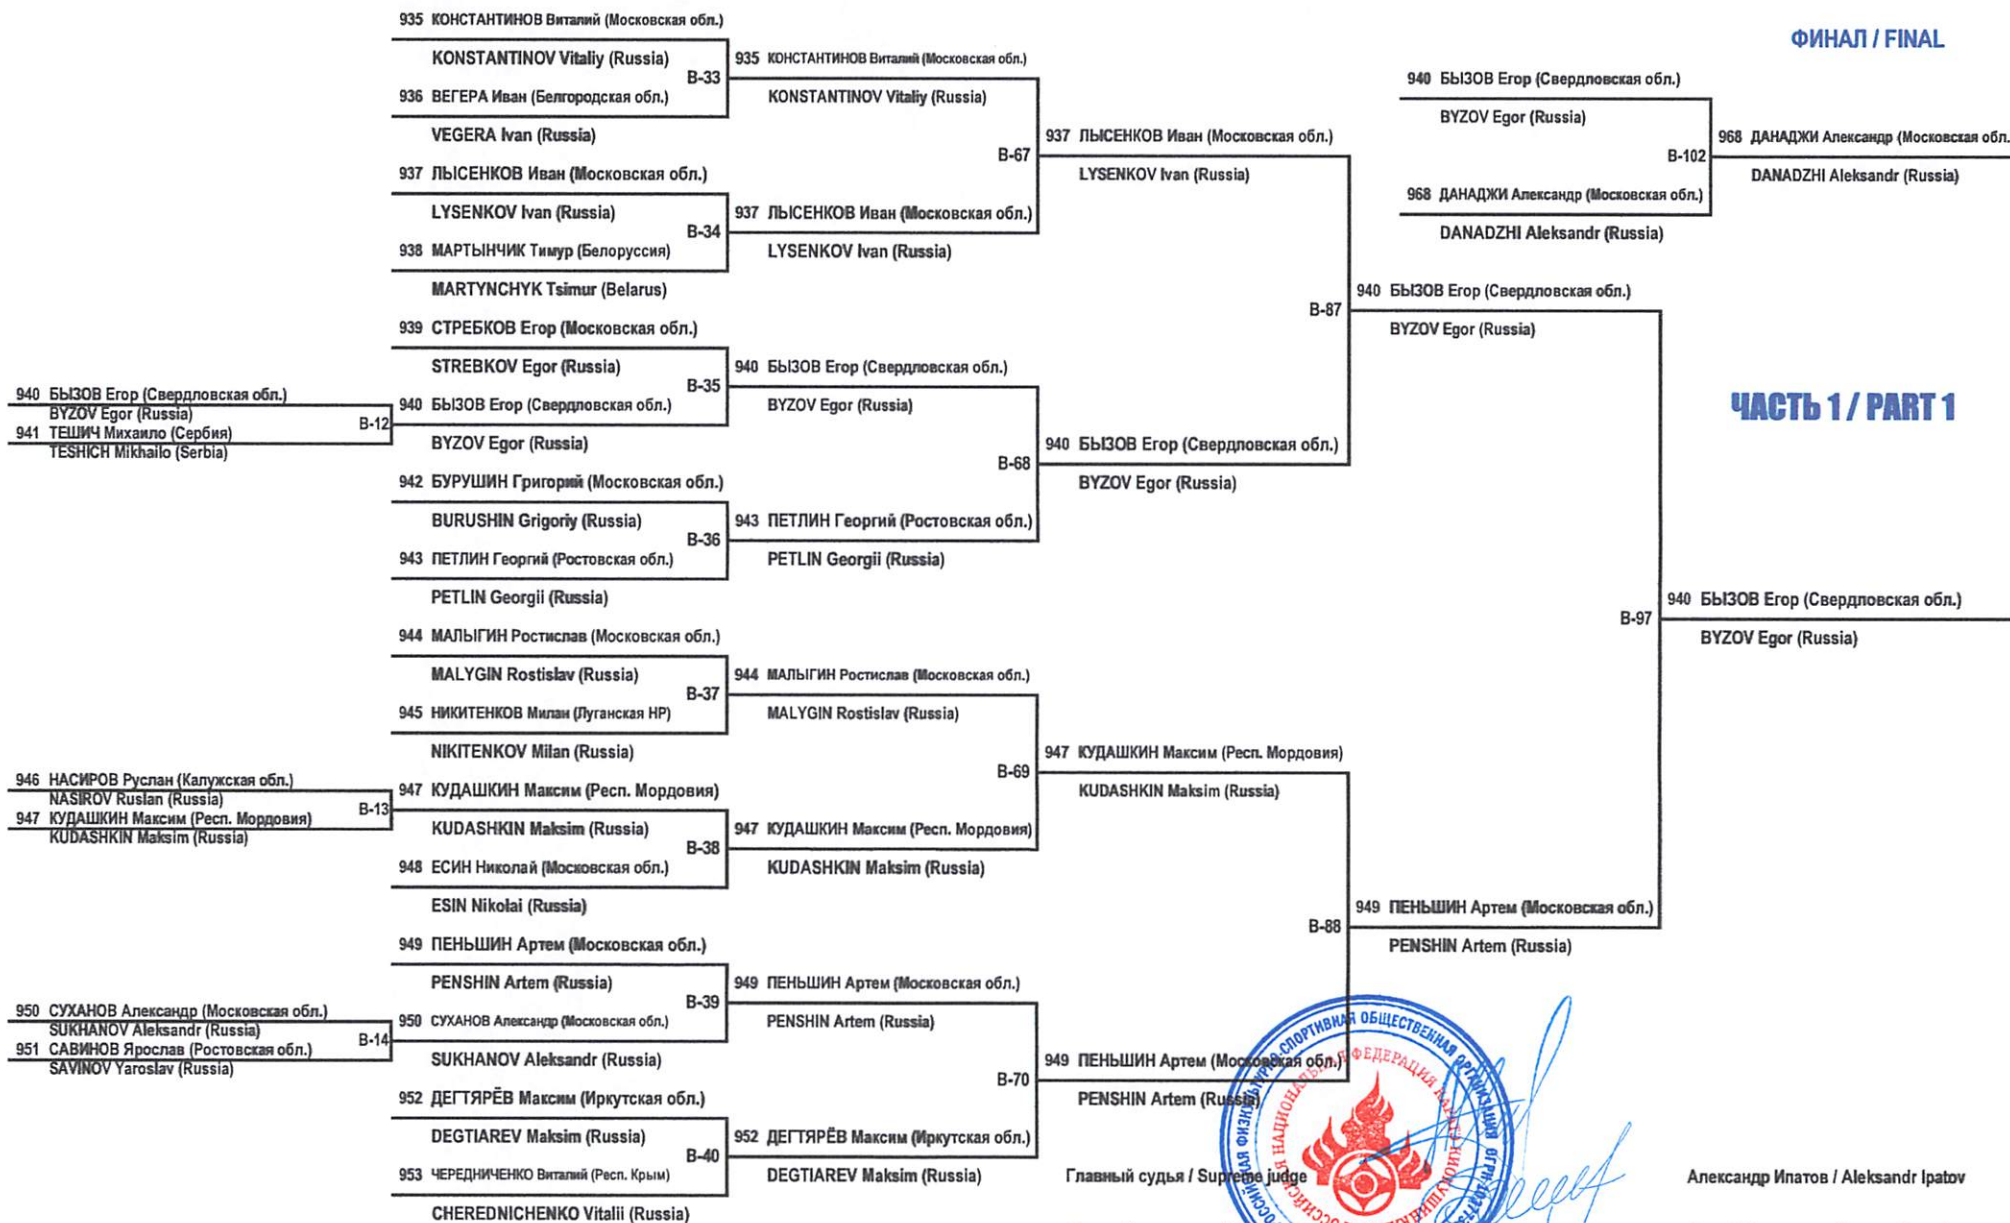 935 КОНСТАНТИНОВ Виталий (Московская обл.)
KONSTANTINOV Vitaliy (Russia)
B-33
936 ВЕГЕРА Иван (Белгородская обл.)
VEGERA Ivan (Russia)
937 ЛЫСЕНКОВ Иван (Московская обл.)
LYSENKOV Ivan (Russia)
B-34
938 МАРТЫНЧИК Тимур (Белоруссия)
MARTYNCHYK Tsimur (Belarus)
939 СТРЕБКОВ Егор (Московская обл.)
STREBKOV Egor (Russia)
B-35
940 БЫЗОВ Егор (Свердловская обл.)
BYZOV Egor (Russia)
940 БЫЗОВ Егор (Свердловская обл.)
BYZOV Egor (Russia)
B-12
941 ТЕШИЧ Михаило (Сербия)
TESHICH Mikhailo (Serbia)
942 БУРУШИН Григорий (Московская обл.)
BURUSHIN Grigoriy (Russia)
B-36
943 ПЕТЛИН Георгий (Ростовская обл.)
PETLIN Georgii (Russia)
944 МАЛЫГИН Ростислав (Московская обл.)
MALYGIN Rostislav (Russia)
B-37
945 НИКИТЕНКОВ Милан (Луганская НР)
NIKITENKOV Milan (Russia)
946 НАСИРОВ Руслан (Калужская обл.)
NASIROV Ruslan (Russia)
B-13
947 КУДАШКИН Максим (Респ. Мордовия)
KUDASHKIN Maksim (Russia)
947 КУДАШКИН Максим (Респ. Мордовия)
KUDASHKIN Maksim (Russia)
B-38
948 ЕСИН Николай (Московская обл.)
ESIN Nikolai (Russia)
949 ПЕНЬШИН Артем (Московская обл.)
PENSHIN Artem (Russia)
B-39
950 СУХАНОВ Александр (Московская обл.)
SUKHANOV Aleksandr (Russia)
950 СУХАНОВ Александр (Московская обл.)
SUKHANOV Aleksandr (Russia)
B-14
951 САВИНОВ Ярослав (Ростовская обл.)
SAVINOV Yaroslav (Russia)
952 ДЕГТЯРЁВ Максим (Иркутская обл.)
DEGTIAREV Maksim (Russia)
B-40
953 ЧЕРЕДНИЧЕНКО Виталий (Респ. Крым)
CHEREDNICHENKO Vitalii (Russia)
935 КОНСТАНТИНОВ Виталий (Московская обл.)
KONSTANTINOV Vitaliy (Russia)
B-67
937 ЛЫСЕНКОВ Иван (Московская обл.)
LYSENKOV Ivan (Russia)
940 БЫЗОВ Егор (Свердловская обл.)
BYZOV Egor (Russia)
B-68
943 ПЕТЛИН Георгий (Ростовская обл.)
PETLIN Georgii (Russia)
944 МАЛЫГИН Ростислав (Московская обл.)
MALYGIN Rostislav (Russia)
B-69
947 КУДАШКИН Максим (Респ. Мордовия)
KUDASHKIN Maksim (Russia)
949 ПЕНЬШИН Артем (Московская обл.)
PENSHIN Artem (Russia)
B-70
952 ДЕГТЯРЁВ Максим (Иркутская обл.)
DEGTIAREV Maksim (Russia)
937 ЛЫСЕНКОВ Иван (Московская обл.)
LYSENKOV Ivan (Russia)
B-87
940 БЫЗОВ Егор (Свердловская обл.)
BYZOV Egor (Russia)
947 КУДАШКИН Максим (Респ. Мордовия)
KUDASHKIN Maksim (Russia)
B-88
949 ПЕНЬШИН Артем (Московская обл.)
PENSHIN Artem (Russia)
940 БЫЗОВ Егор (Свердловская обл.)
BYZOV Egor (Russia)
B-97
949 ПЕНЬШИН Артем (Московская обл.)
PENSHIN Artem (Russia)
940 БЫЗОВ Егор (Свердловская обл.)
BYZOV Egor (Russia)
ФИНАЛ / FINAL
940 БЫЗОВ Егор (Свердловская обл.)
BYZOV Egor (Russia)
B-102
968 ДАНАДЖИ Александр (Московская обл.)
DANADZHI Aleksandr (Russia)
968 ДАНАДЖИ Александр (Московская обл.
DANADZHI Aleksandr (Russia)
ЧАСТЬ 1 / PART 1
Главный судья / Supreme judge
Александр Ипатов / Aleksandr Ipatov
ФИЗКУЛЬТУРНО-СПОРТИВНАЯ ОБЩЕСТВЕННАЯ ОРГАНИЗАЦИЯ
НАЦИОНАЛЬНАЯ ФЕДЕРАЦИЯ